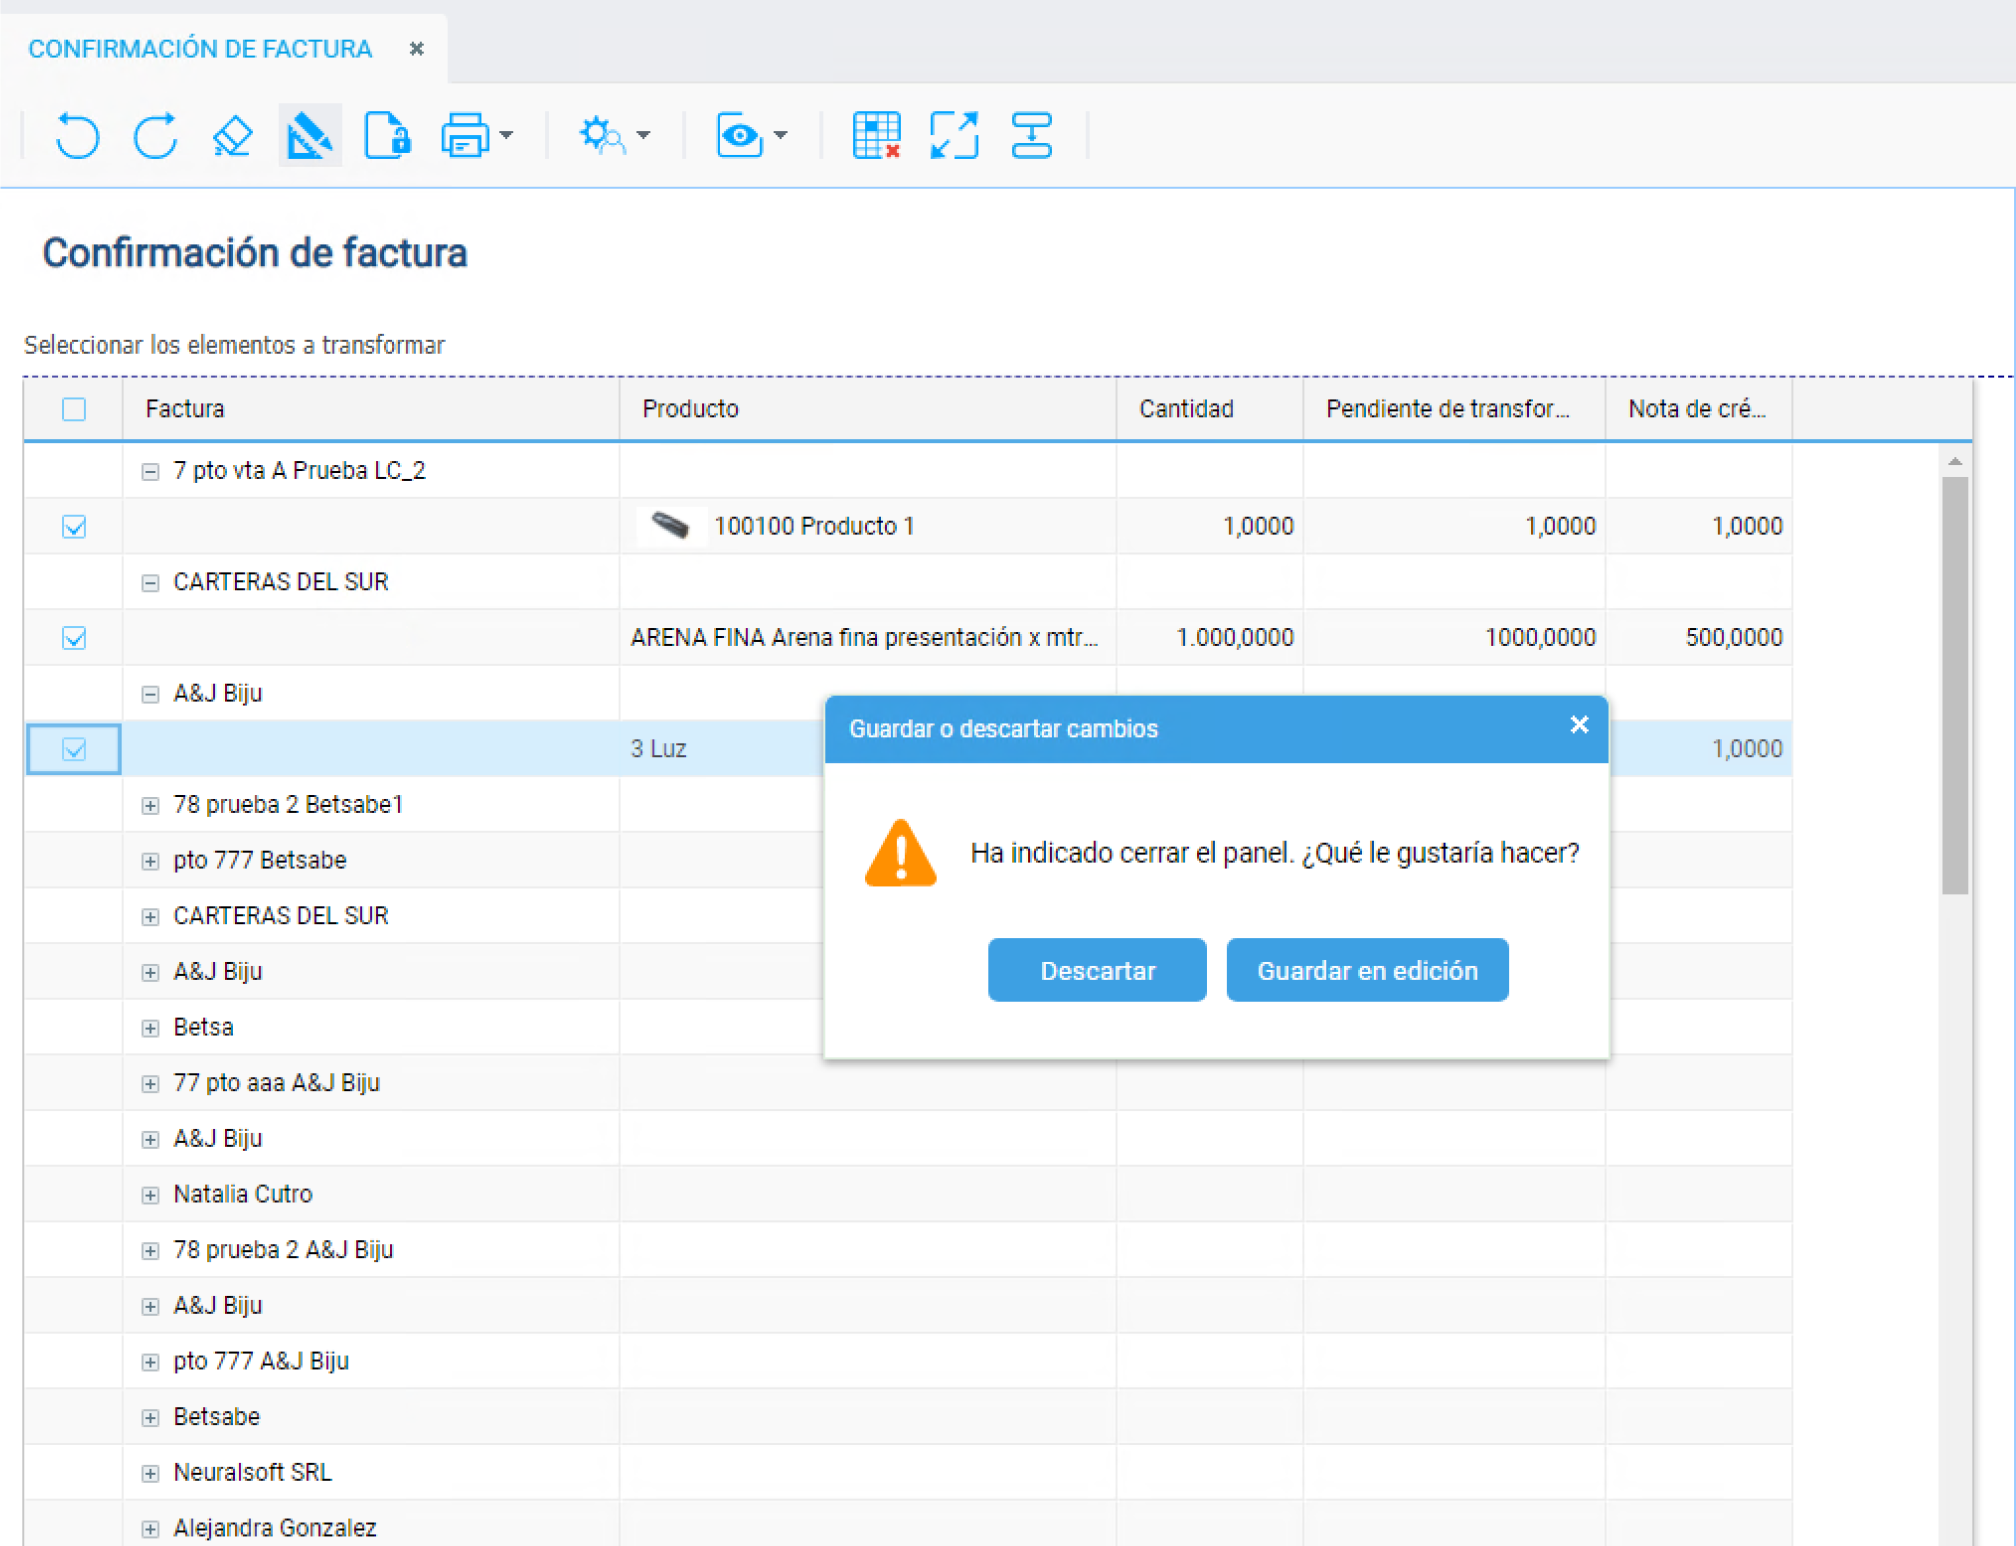 CONFIRMACIÓN DE FACTURA
Confirmación de factura
Seleccionar los elementos a transformar
Factura Producto Cantidad Pendiente de transfor... Nota de cré...
7 pto vta A Prueba LC_2
100100 Producto 1 1,0000 1,0000 1,0000
CARTERAS DEL SUR
ARENA FINA Arena fina presentación x mtr... 1.000,0000 1000,0000 500,0000
A&J Biju
3 Luz 1,0000
Guardar o descartar cambios
Ha indicado cerrar el panel. ¿Qué le gustaría hacer?
Descartar Guardar en edición
78 prueba 2 Betsabe1
pto 777 Betsabe
CARTERAS DEL SUR
A&J Biju
Betsa
77 pto aaa A&J Biju
A&J Biju
Natalia Cutro
78 prueba 2 A&J Biju
A&J Biju
pto 777 A&J Biju
Betsabe
Neuralsoft SRL
Alejandra Gonzalez